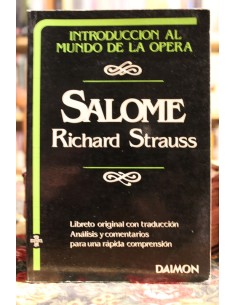 INTRODUCCION AL
MUNDO DE LA OPERA
SALOME
Richard Strauss
Libreto original con traducción
Análisis y comentarios
para una rápida comprensión
DAIMON